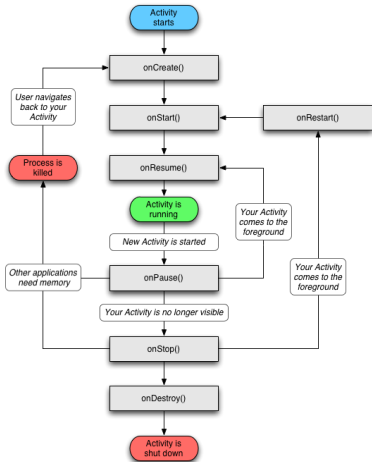 Activity
starts
onCreate()
User navigates
back to your
Activity
onStart()
onRestart()
Process is
killed
onResume()
Activity is
running
New Activity is started
Your Activity
comes to the
foreground
Other applications
need memory
onPause()
Your Activity
comes to the
foreground
Your Activity is no longer visible
onStop()
onDestroy()
Activity is
shut down